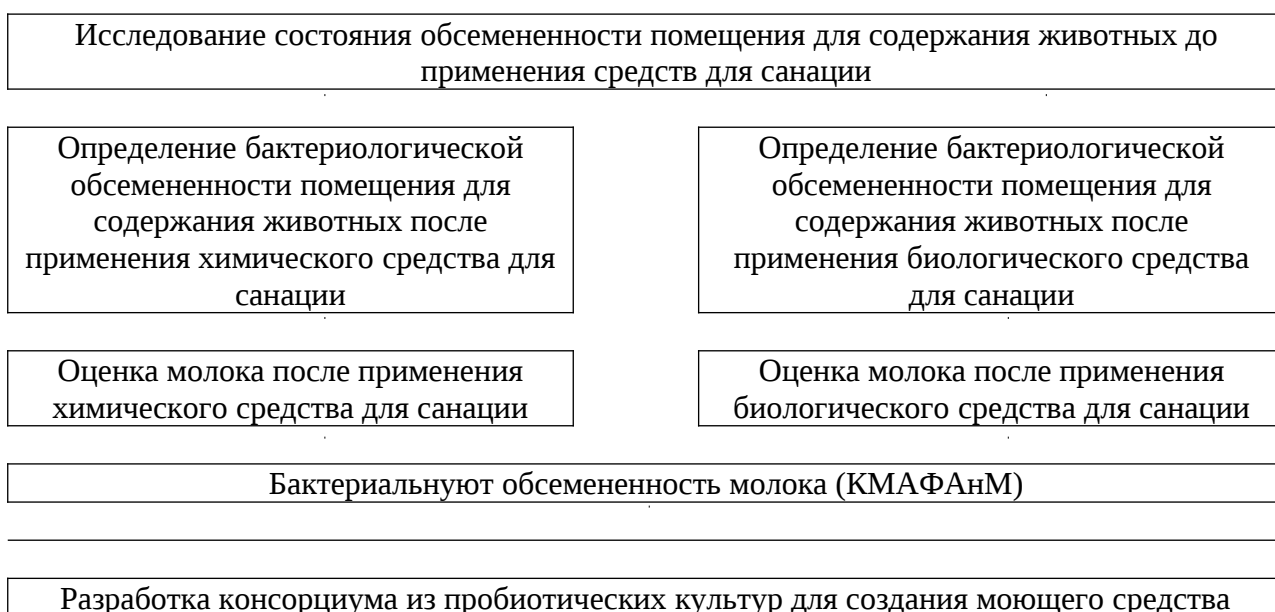 Исследование состояния обсемененности помещения для содержания животных до
применения средств для санации
Определение бактериологической
обсемененности помещения для
содержания животных после
применения химического средства для
санации
Определение бактериологической
обсемененности помещения для
содержания животных после
применения биологического средства
для санации
Оценка молока после применения
химического средства для санации
Оценка молока после применения
биологического средства для санации
Бактериальнуют обсемененность молока (КМАФАнМ)
Разработка консорциума из пробиотических культур для создания моющего средства